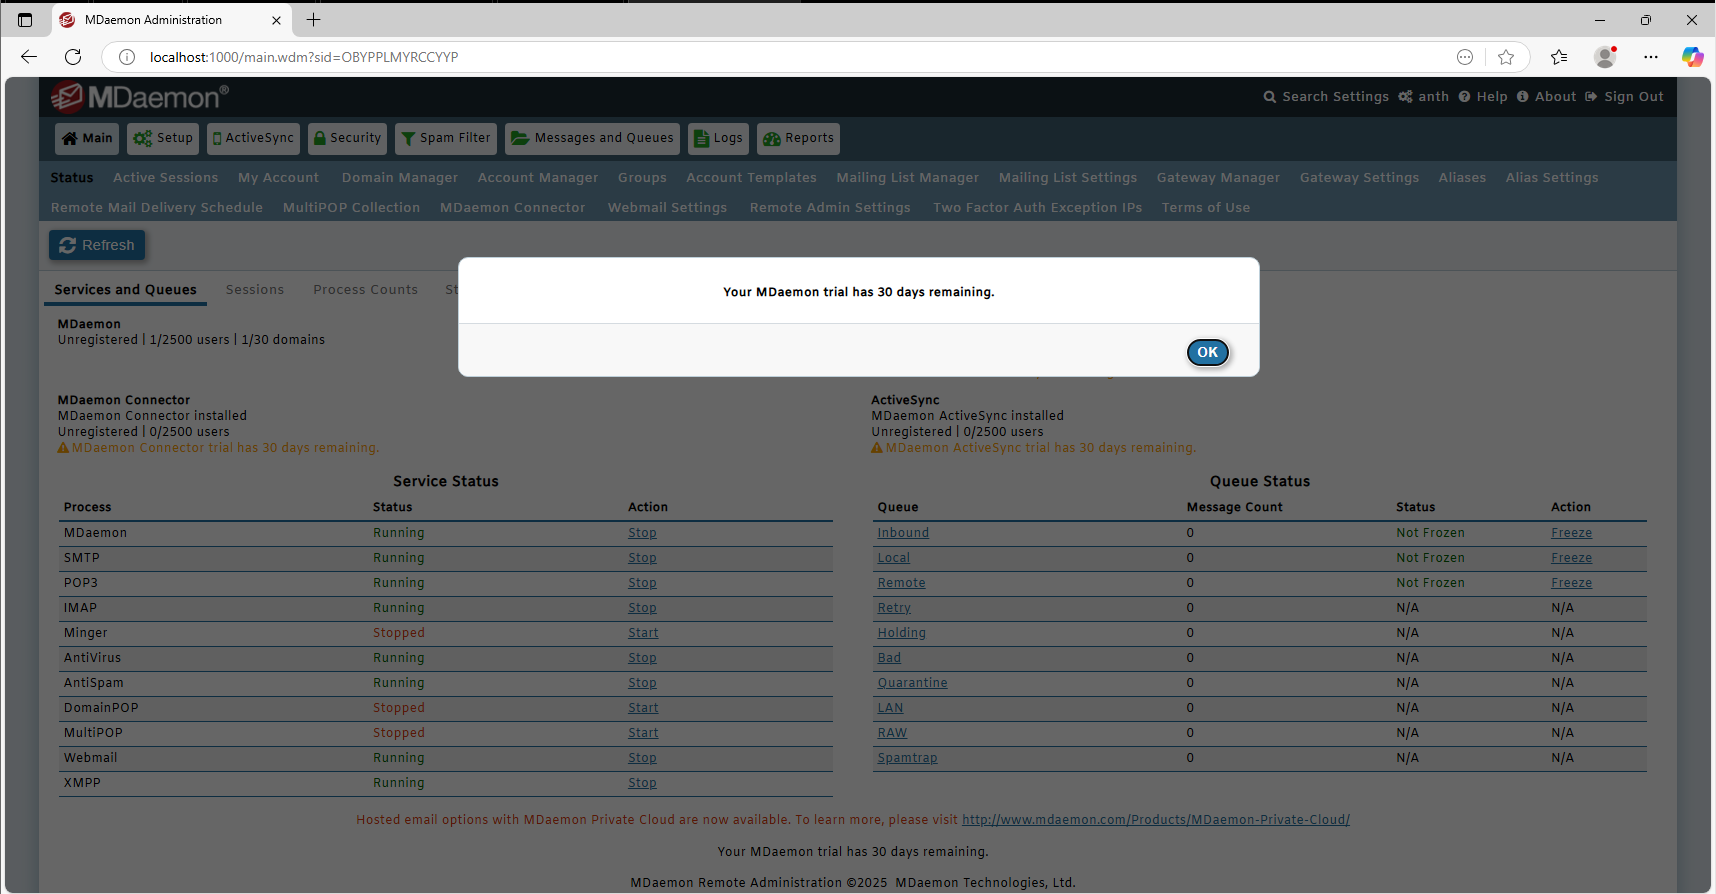 MDaemon Administration
localhost:1000/main.wdm?sid=OBYPPLMYRCCYYP
MDaemon®
Search Settings anth Help About Sign Out
Main Setup ActiveSync Security Spam Filter Messages and Queues Logs Reports
Status Active Sessions My Account Domain Manager Account Manager Groups Account Templates Mailing List Manager Mailing List Settings Gateway Manager Gateway Settings Aliases Alias Settings
Remote Mail Delivery Schedule MultiPOP Collection MDaemon Connector Webmail Settings Remote Admin Settings Two Factor Auth Exception IPs Terms of Use
Refresh
Your MDaemon trial has 30 days remaining.
OK
Services and Queues Sessions Process Counts
MDaemon
Unregistered | 1/2500 users | 1/30 domains
MDaemon Connector
MDaemon Connector installed
Unregistered | 0/2500 users
MDaemon Connector trial has 30 days remaining.
ActiveSync
MDaemon ActiveSync installed
Unregistered | 0/2500 users
MDaemon ActiveSync trial has 30 days remaining.
Service Status
Process Status Action
MDaemon Running Stop
SMTP Running Stop
POP3 Running Stop
IMAP Running Stop
Minger Stopped Start
AntiVirus Running Stop
AntiSpam Running Stop
DomainPOP Stopped Start
MultiPOP Stopped Start
Webmail Running Stop
XMPP Running Stop
Queue Status
Queue Message Count Status Action
Inbound 0 Not Frozen Freeze
Local 0 Not Frozen Freeze
Remote 0 Not Frozen Freeze
Retry 0 N/A N/A
Holding 0 N/A N/A
Bad 0 N/A N/A
Quarantine 0 N/A N/A
LAN 0 N/A N/A
RAW 0 N/A N/A
Spamtrap 0 N/A N/A
Hosted email options with MDaemon Private Cloud are now available. To learn more, please visit http://www.mdaemon.com/Products/MDaemon-Private-Cloud/
Your MDaemon trial has 30 days remaining.
MDaemon Remote Administration ©2025 MDaemon Technologies, Ltd.